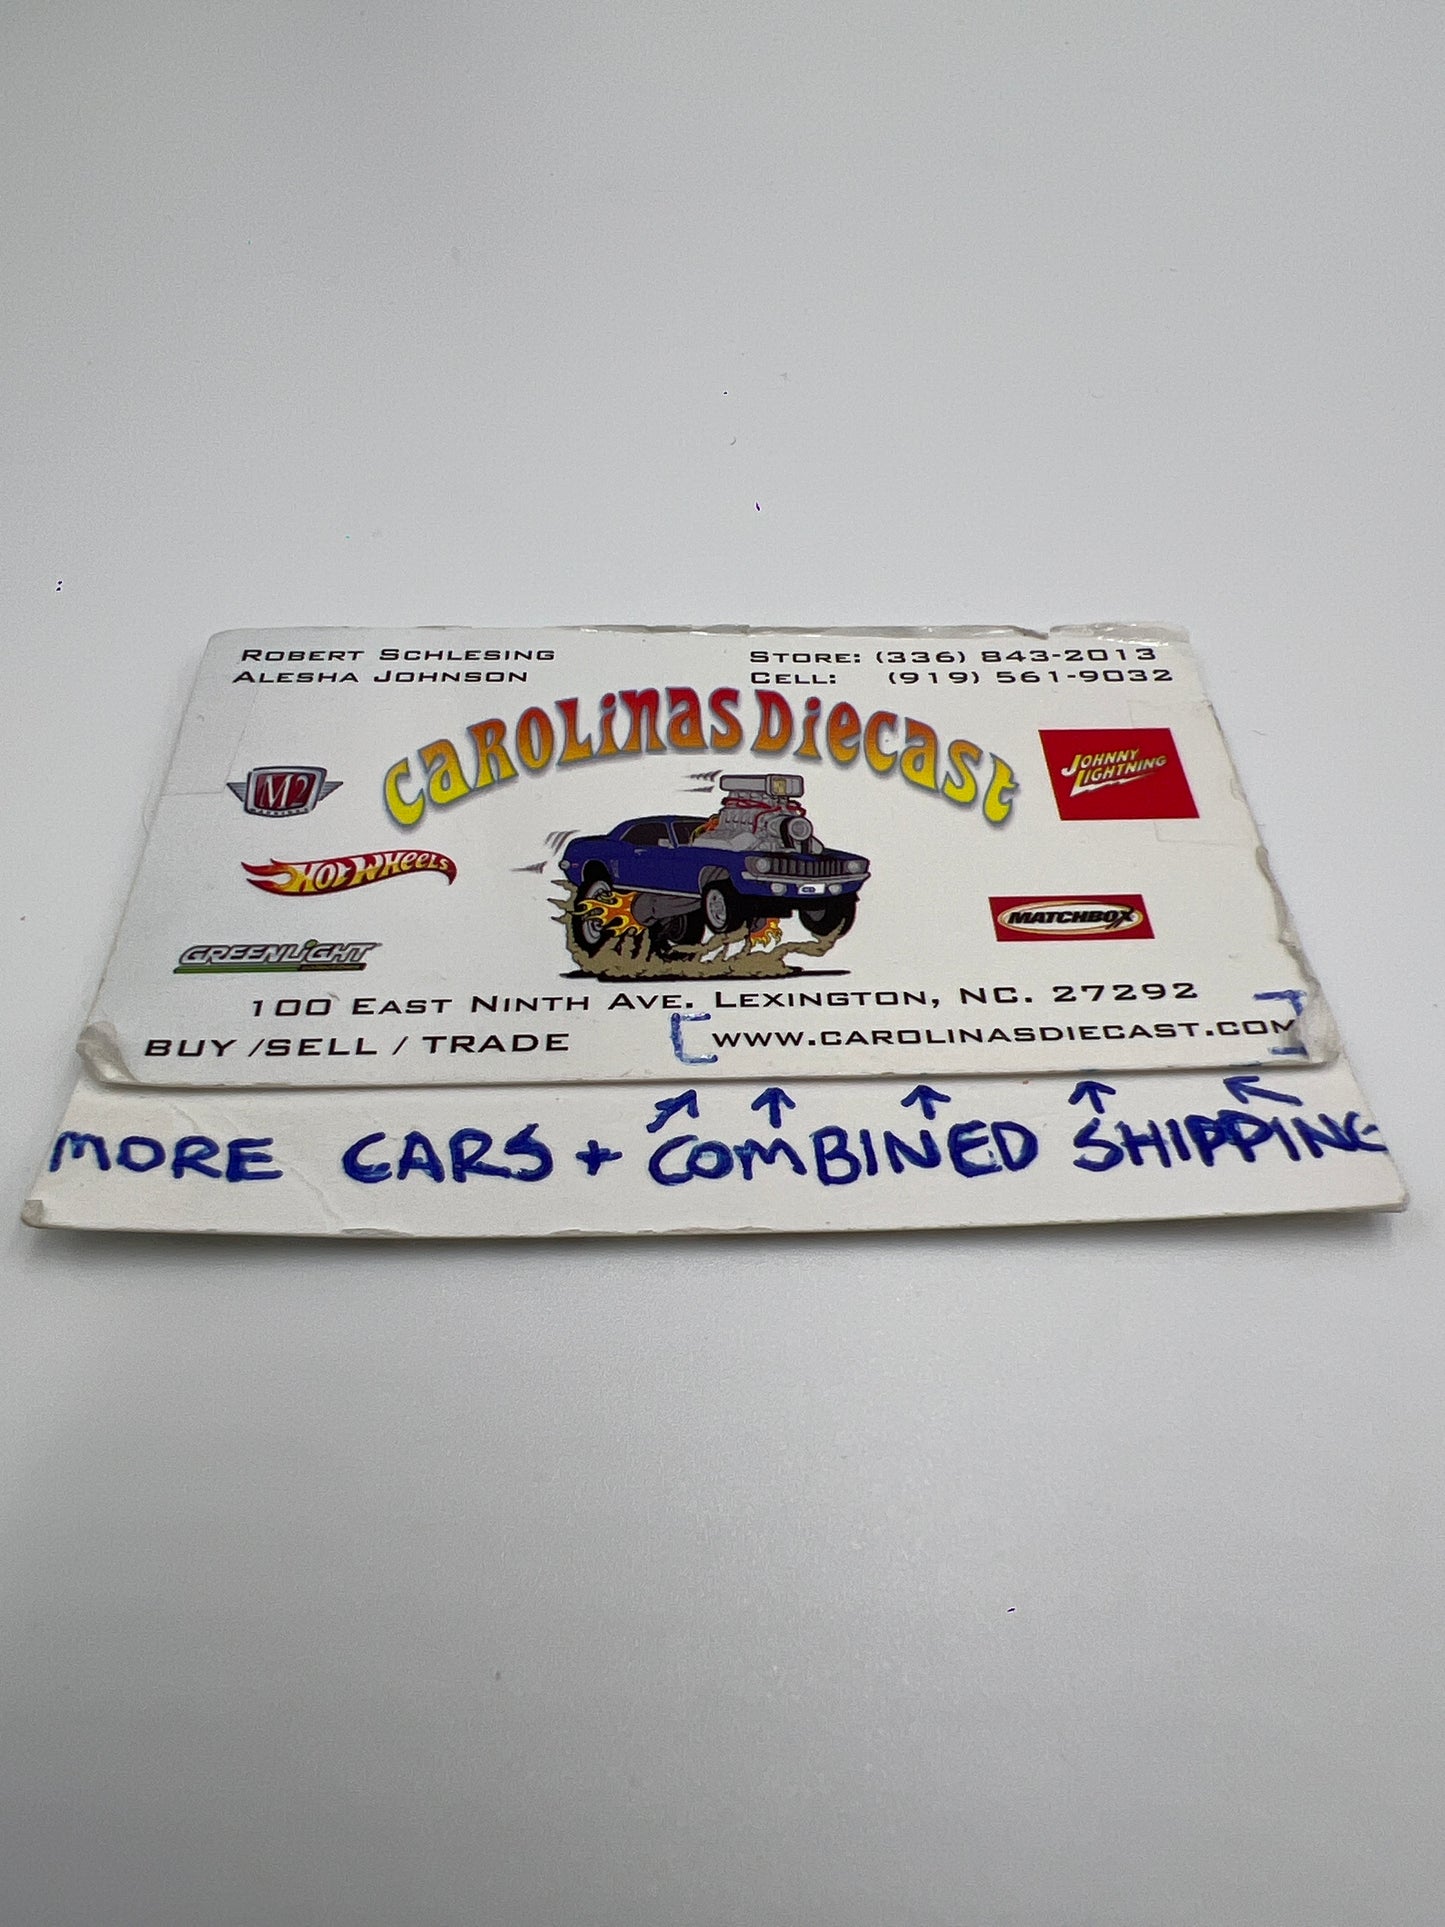 ROBERT SCHLESING
ALESHA JOHNSON
STORE: (336) 843-2013
CELL: (919) 561-9032
CAROLINAS DIECAST
M2
JOHNNY LIGHTNING
HOT WHEELS
MATCHBOX
GREENLIGHT
100 EAST NINTH AVE. LEXINGTON, NC. 27292
BUY /SELL / TRADE [WWW.CAROLINASDIECAST.COM]
MORE CARS + COMBINED SHIPPING